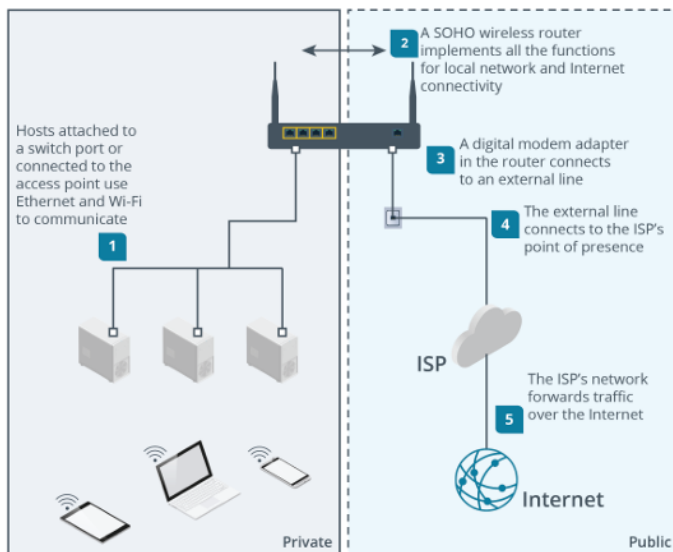 Hosts attached to
a switch port or
connected to the
access point use
Ethernet and Wi-Fi
to communicate
1
2
A SOHO wireless router
implements all the functions
for local network and Internet
connectivity
3
A digital modem adapter
in the router connects
to an external line
4
The external line
connects to the ISP's
point of presence
ISP
The ISP's network
forwards traffic
over the Internet
5
Internet
Private
Public